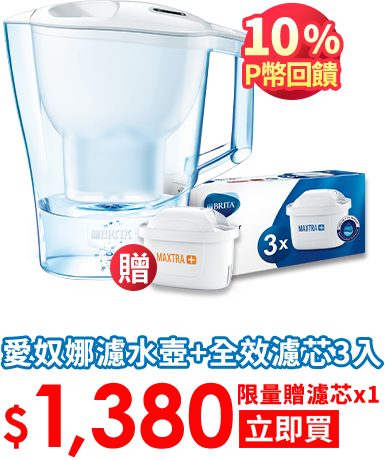 10%
P幣回饋
BRITA
BRITA
3x
MAXTRA+
MAXTRA+
贈
愛奴娜濾水壺+全效濾芯3入
$1,380
限量贈濾芯x1
立即買